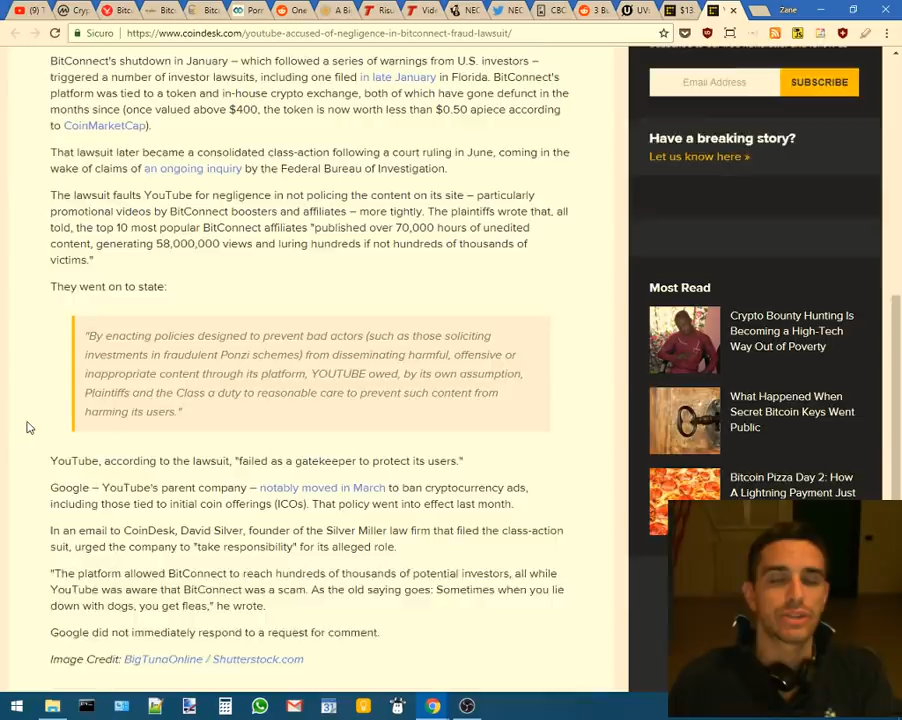 (9)
Cry
Bitc
Bitc
Bitc
Porr
One
A Bi
Risu
Vide
NEC
NEC
CBC
3 B
UV:
$13
Zane
Sicuro
https://www.coindesk.com/youtube-accused-of-negligence-in-bitconnect-fraud-lawsuit/
BitConnect's shutdown in January – which followed a series of warnings from U.S. investors –
triggered a number of investor lawsuits, including one filed in late January in Florida. BitConnect's
platform was tied to a token and in-house crypto exchange, both of which have gone defunct in the
months since (once valued above $400, the token is now worth less than $0.50 apiece according
to CoinMarketCap).
That lawsuit later became a consolidated class-action following a court ruling in June, coming in the
wake of claims of an ongoing inquiry by the Federal Bureau of Investigation.
The lawsuit faults YouTube for negligence in not policing the content on its site – particularly
promotional videos by BitConnect boosters and affiliates – more tightly. The plaintiffs wrote that, all
told, the top 10 most popular BitConnect affiliates "published over 70,000 hours of unedited
content, generating 58,000,000 views and luring hundreds if not hundreds of thousands of
victims."
They went on to state:
"By enacting policies designed to prevent bad actors (such as those soliciting
investments in fraudulent Ponzi schemes) from disseminating harmful, offensive or
inappropriate content through its platform, YOUTUBE owed, by its own assumption,
Plaintiffs and the Class a duty to reasonable care to prevent such content from
harming its users."
YouTube, according to the lawsuit, "failed as a gatekeeper to protect its users."
Google – YouTube's parent company – notably moved in March to ban cryptocurrency ads,
including those tied to initial coin offerings (ICOs). That policy went into effect last month.
In an email to CoinDesk, David Silver, founder of the Silver Miller law firm that filed the class-action
suit, urged the company to "take responsibility" for its alleged role.
"The platform allowed BitConnect to reach hundreds of thousands of potential investors, all while
YouTube was aware that BitConnect was a scam. As the old saying goes: Sometimes when you lie
down with dogs, you get fleas," he wrote.
Google did not immediately respond to a request for comment.
Image Credit: BigTunaOnline / Shutterstock.com
Email Address
SUBSCRIBE
Have a breaking story?
Let us know here »
Most Read
Crypto Bounty Hunting Is
Becoming a High-Tech
Way Out of Poverty
What Happened When
Secret Bitcoin Keys Went
Public
Bitcoin Pizza Day 2: How
A Lightning Payment Just